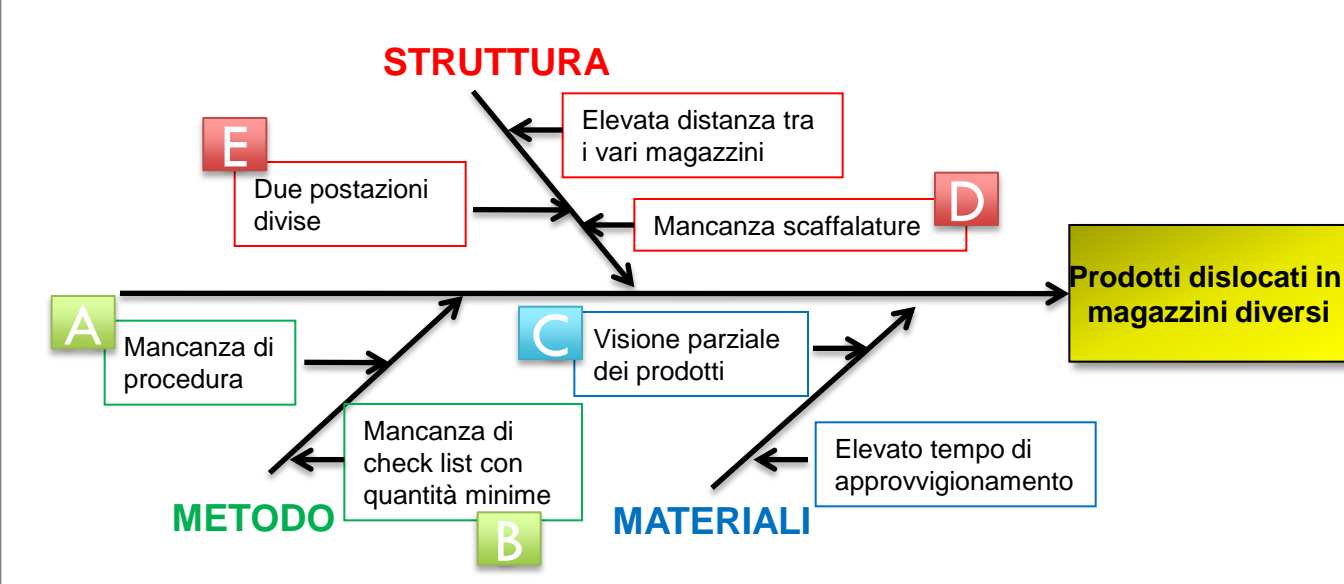 STRUTTURA
Elevata distanza tra
i vari magazzini
E
Due postazioni
divise
D
Mancanza scaffalature
Prodotti dislocati in
magazzini diversi
A
Mancanza di
procedura
C
Visione parziale
dei prodotti
Mancanza di
check list con
quantità minime
B
Elevato tempo di
approvvigionamento
METODO
MATERIALI